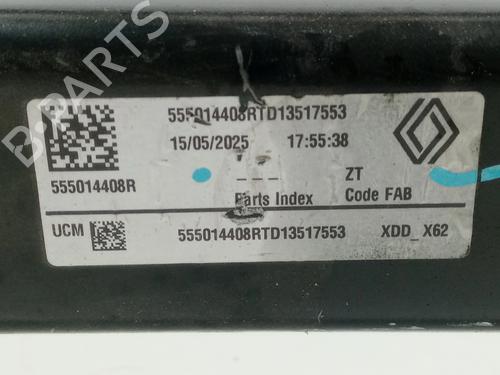 B-PARTS
555014408RTD13517553
15/05/2025 17:55:38
555014408R
_ _ _ ZT
Parts Index Code FAB
UCM 555014408RTD13517553 XDD_X62